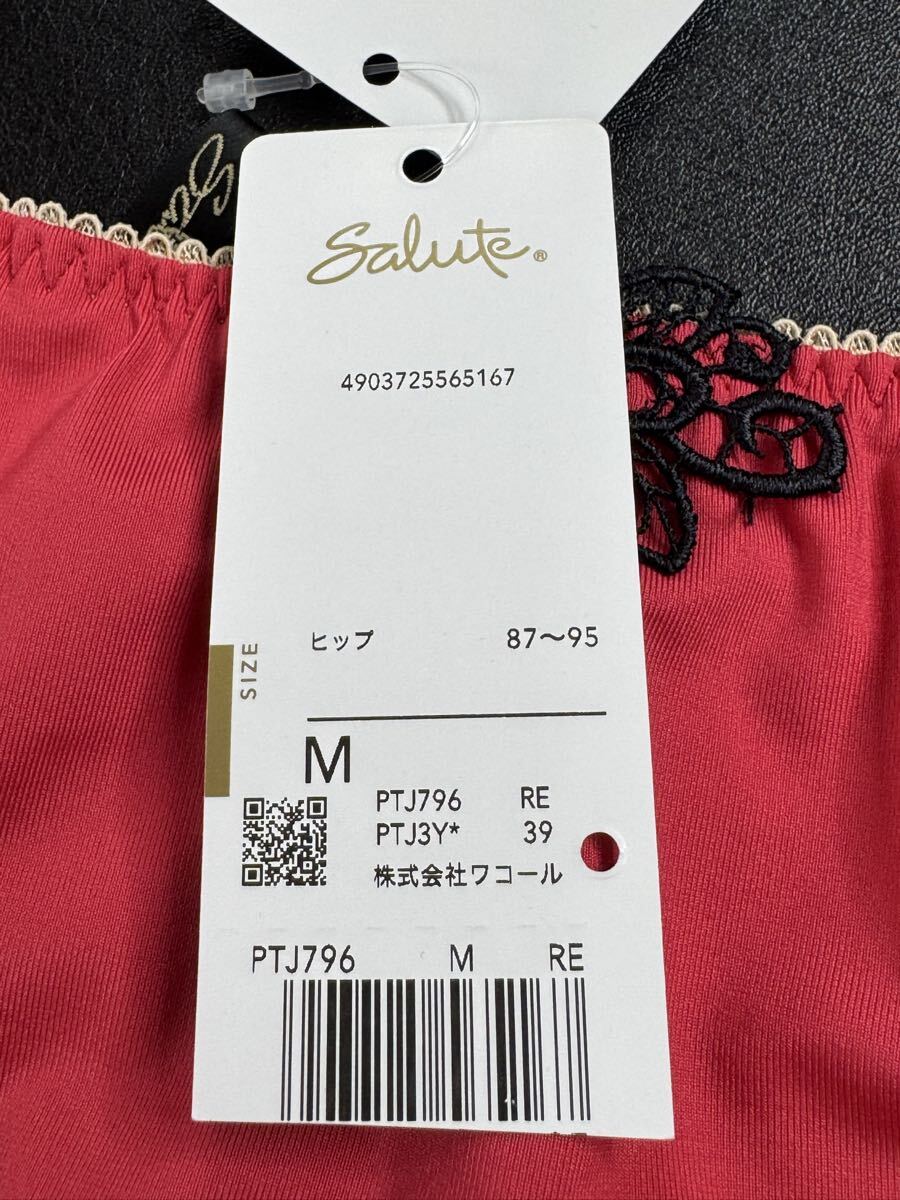 Salute®
4903725565167
ヒップ 87〜95
SIZE
M
PTJ796 RE
PTJ3Y* 39
株式会社ワコール
PTJ796 M RE